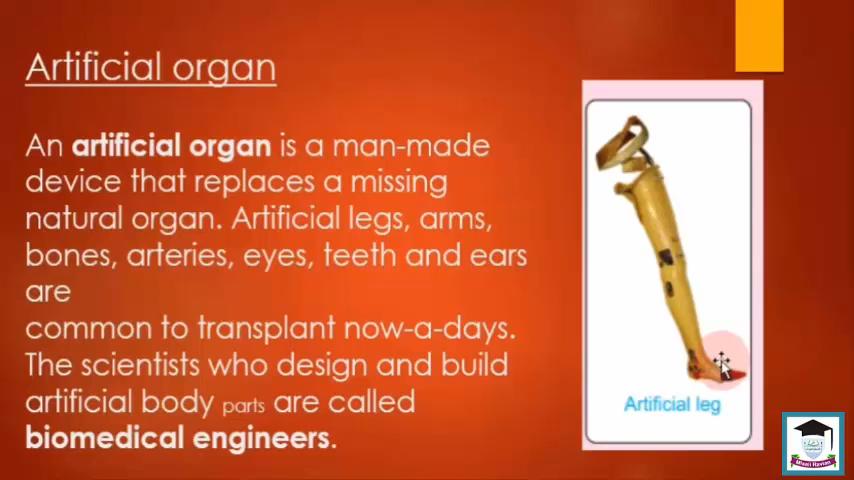 Artificial organ
An artificial organ is a man-made
device that replaces a missing
natural organ. Artificial legs, arms,
bones, arteries, eyes, teeth and ears
are
common to transplant now-a-days.
The scientists who design and build
artificial body parts are called
biomedical engineers.
Artificial leg